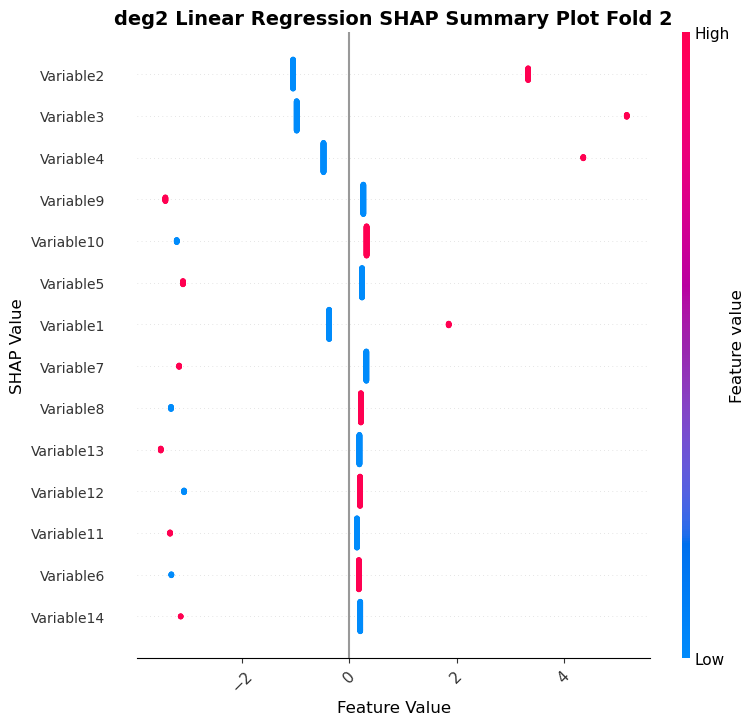 deg2 Linear Regression SHAP Summary Plot Fold 2
High
Variable2
Variable3
Variable4
Variable9
Variable10
Variable5
Variable1
Variable7
Variable8
Variable13
Variable12
Variable11
Variable6
Variable14
SHAP Value
Feature value
Low
−2
0
2
4
Feature Value